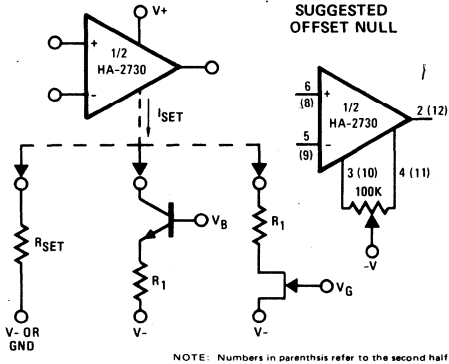 V+
SUGGESTED
OFFSET NULL
+
1/2
HA-2730
-
ISET
6
(8)
+
1/2
HA-2730
2 (12)
5
(9)
-
3 (10)
4 (11)
100K
-V
RSET
V- OR
GND
VB
R1
V-
R1
VG
V-
NOTE: Numbers in parenthsis refer to the second half